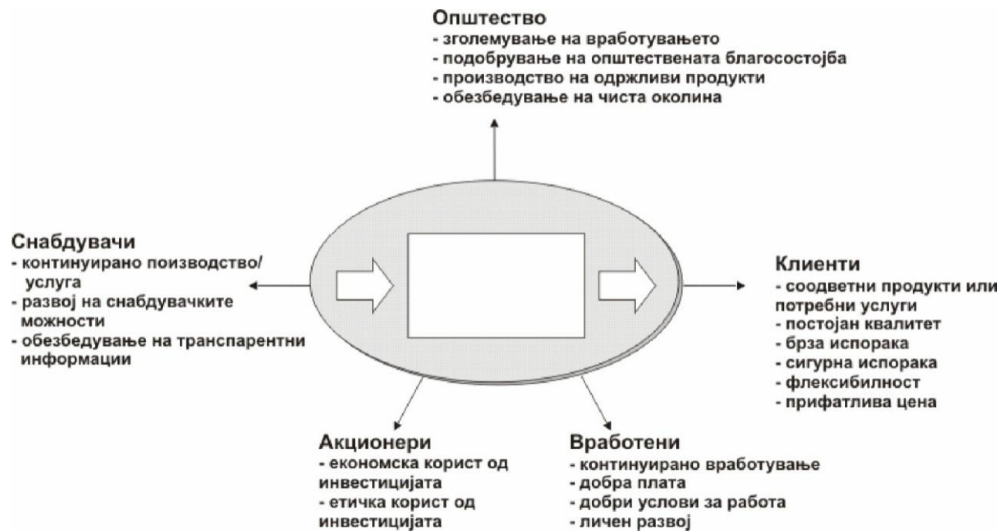 Општество
- зголемување на вработувањето
- подобрување на општествената благосостојба
- производство на одржливи продукти
- обезбедување на чиста околина
Снабдувачи
- континуирано поизводство/
услуга
- развој на снабдувачките
можности
- обезбедување на транспарентни
информации
Клиенти
- соодветни продукти или
потребни услуги
- постојан квалитет
- брза испорака
- сигурна испорака
- флексибилност
- прифатлива цена
Акционери
- економска корист од
инвестицијата
- етичка корист од
инвестицијата
Вработени
- континуирано вработување
- добра плата
- добри услови за работа
- личен развој